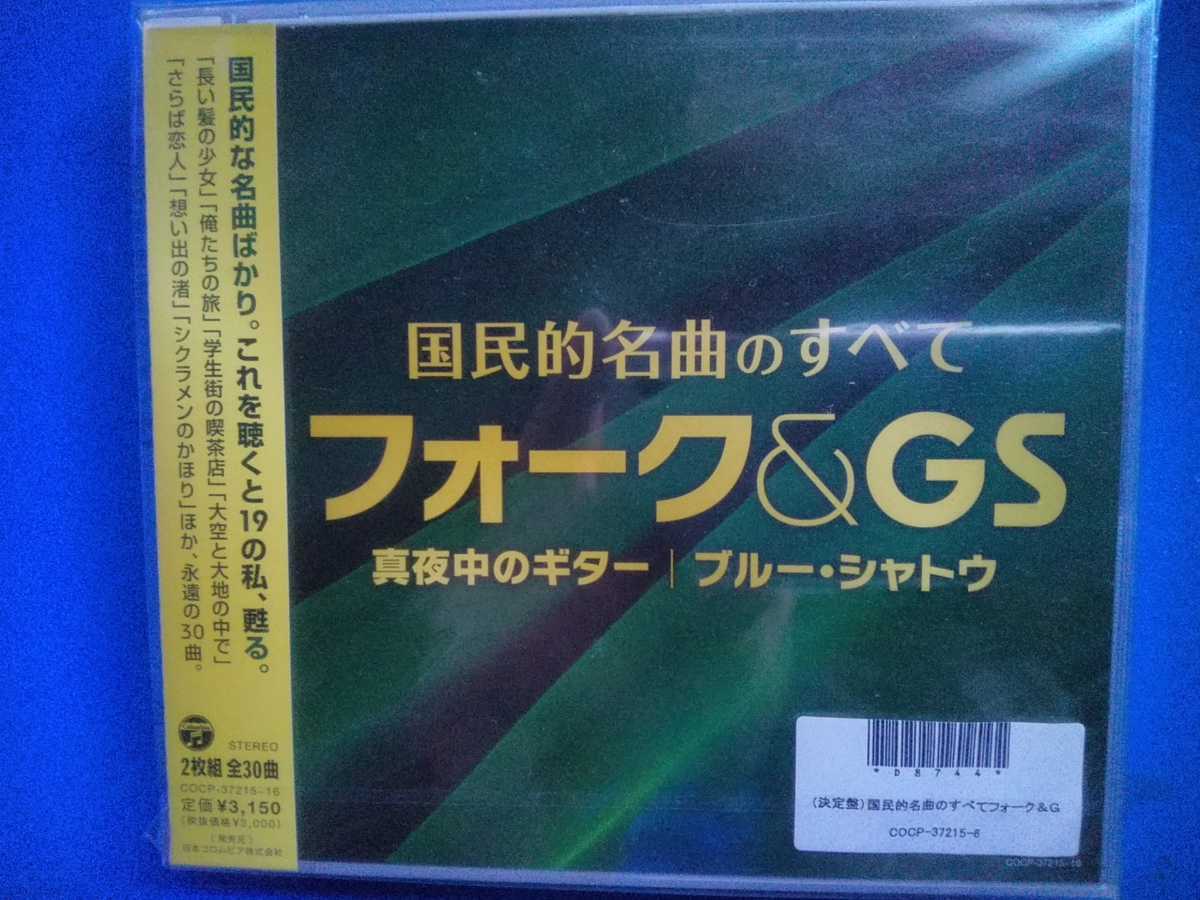 国民的な名曲ばかり。これを聴くと19の私、甦る。
「長い髪の少女」「俺たちの旅」「学生街の喫茶店」「大空と大地の中で」
「さらば恋人」「想い出の渚」「シクラメンのかほり」ほか、永遠の30曲。
STEREO
2枚組 全30曲
COCP-37215-16
定価¥3,150
(税抜価格¥3,000)
(発売元)
日本コロムビア株式会社
国民的名曲のすべて
フォーク&GS
真夜中のギター｜ブルー・シャトウ
*D8744*
(決定盤)国民的名曲のすべてフォーク&G
COCP-37215-6
COCP-37215-16